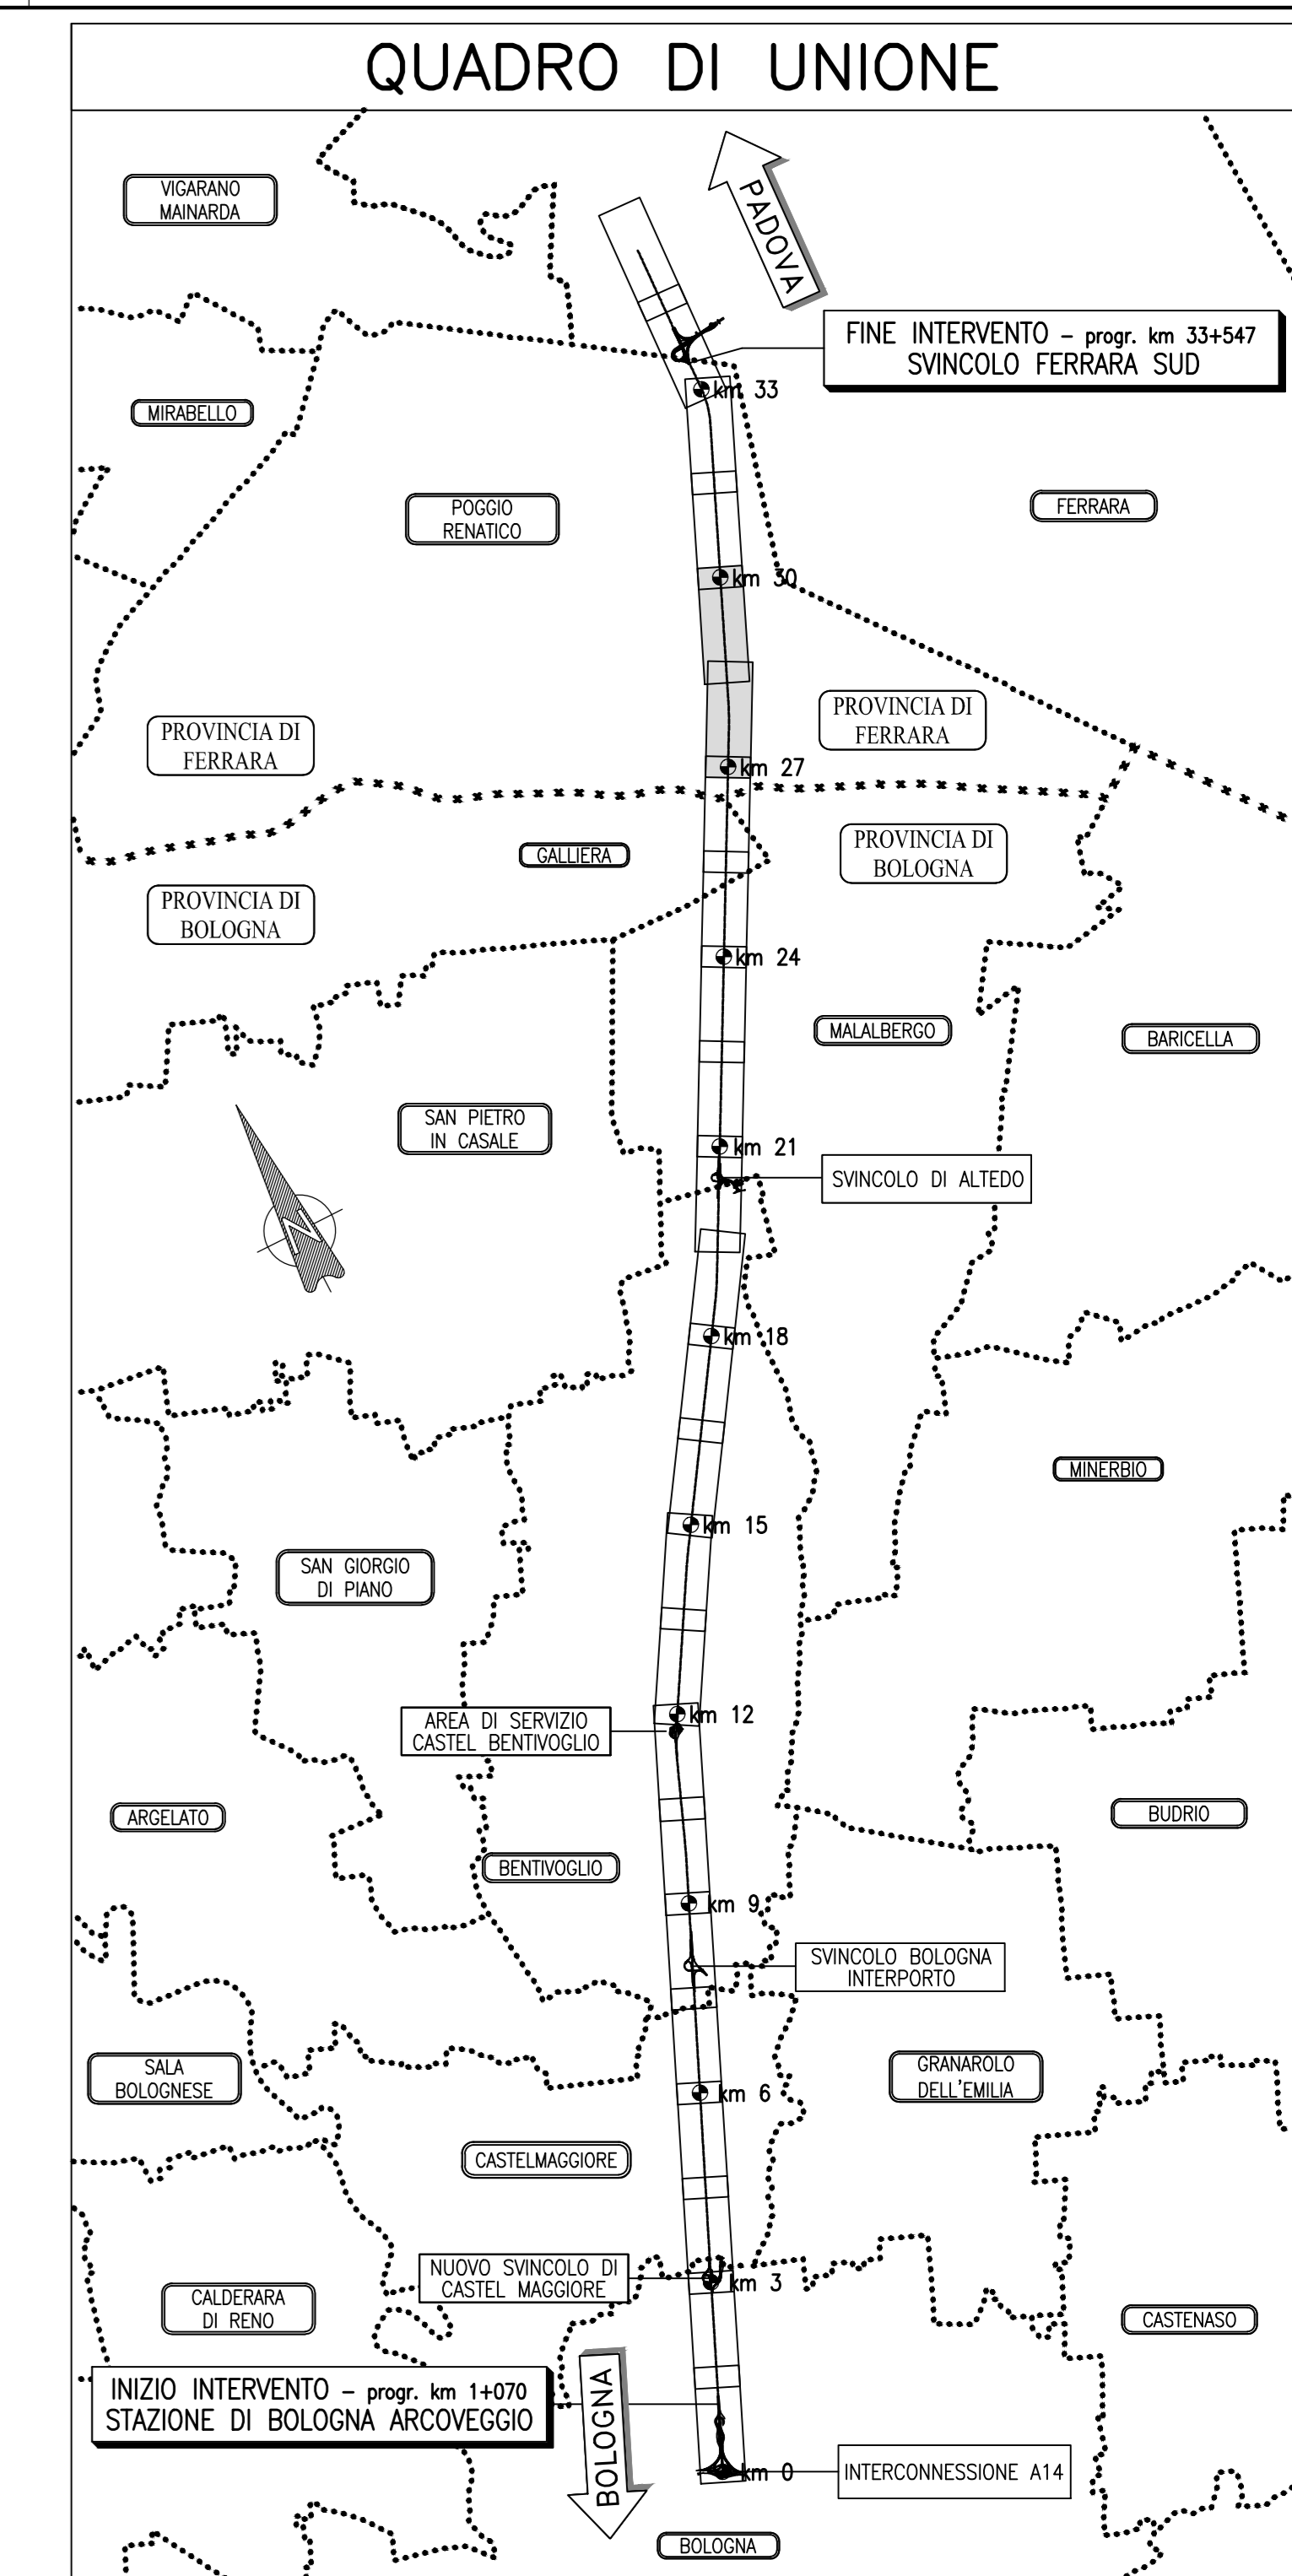 QUADRO DI UNIONE
VIGARANO
MAINARDA
PADOVA
FINE INTERVENTO – progr. km 33+547
SVINCOLO FERRARA SUD
km 33
MIRABELLO
POGGIO
RENATICO
FERRARA
km 30
PROVINCIA DI
FERRARA
PROVINCIA DI
FERRARA
km 27
GALLIERA
PROVINCIA DI
BOLOGNA
PROVINCIA DI
BOLOGNA
km 24
MALALBERGO
BARICELLA
SAN PIETRO
IN CASALE
km 21
SVINCOLO DI ALTEDO
N
km 18
MINERBIO
km 15
SAN GIORGIO
DI PIANO
km 12
AREA DI SERVIZIO
CASTEL BENTIVOGLIO
ARGELATO
BUDRIO
BENTIVOGLIO
km 9
SVINCOLO BOLOGNA
INTERPORTO
SALA
BOLOGNESE
GRANAROLO
DELL'EMILIA
km 6
CASTELMAGGIORE
NUOVO SVINCOLO DI
CASTEL MAGGIORE
km 3
CALDERARA
DI RENO
CASTENASO
INIZIO INTERVENTO – progr. km 1+070
STAZIONE DI BOLOGNA ARCOVEGGIO
BOLOGNA
km 0
INTERCONNESSIONE A14
BOLOGNA